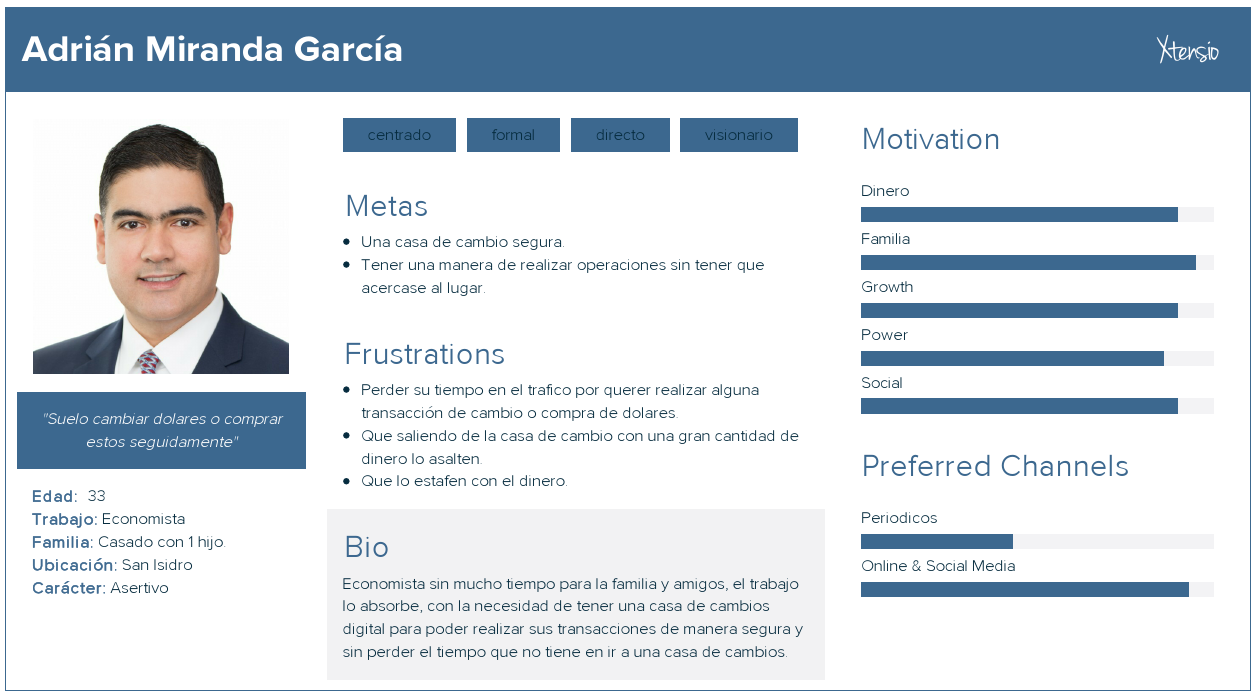 Adrián Miranda García
Xtensio
"Suelo cambiar dolares o comprar
estos seguidamente"
Edad: 33
Trabajo: Economista
Familia: Casado con 1 hijo.
Ubicación: San Isidro
Carácter: Asertivo
centrado formal directo visionario
Metas
• Una casa de cambio segura.
• Tener una manera de realizar operaciones sin tener que
acercase al lugar.
Frustrations
• Perder su tiempo en el trafico por querer realizar alguna
transacción de cambio o compra de dolares.
• Que saliendo de la casa de cambio con una gran cantidad de
dinero lo asalten.
• Que lo estafen con el dinero.
Bio
Economista sin mucho tiempo para la familia y amigos, el trabajo
lo absorbe, con la necesidad de tener una casa de cambios
digital para poder realizar sus transacciones de manera segura y
sin perder el tiempo que no tiene en ir a una casa de cambios.
Motivation
Dinero
Familia
Growth
Power
Social
Preferred Channels
Periodicos
Online & Social Media